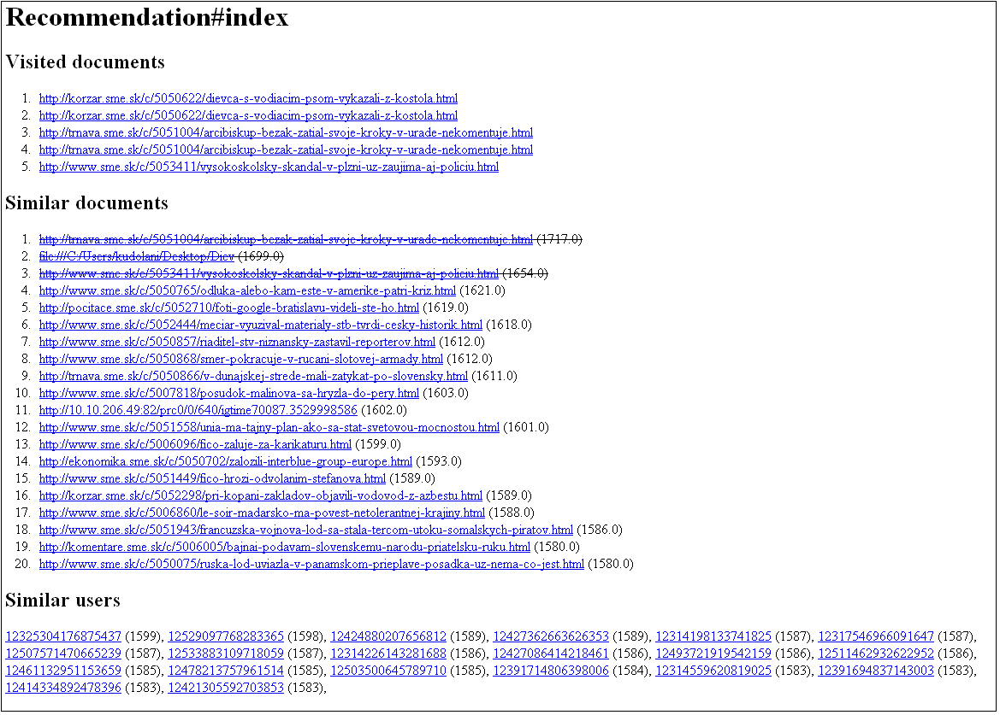 Recommendation#index
Visited documents
1. http://korzar.sme.sk/c/5050622/dievca-s-vodiacim-psom-vykazali-z-kostola.html
2. http://korzar.sme.sk/c/5050622/dievca-s-vodiacim-psom-vykazali-z-kostola.html
3. http://trnava.sme.sk/c/5051004/arcibiskup-bezak-zatial-svoje-kroky-v-urade-nekomentuje.html
4. http://trnava.sme.sk/c/5051004/arcibiskup-bezak-zatial-svoje-kroky-v-urade-nekomentuje.html
5. http://www.sme.sk/c/5053411/vysokoskolsky-skandal-v-plzni-uz-zaujima-aj-policiu.html
Similar documents
1. http://trnava.sme.sk/c/5051004/arcibiskup-bezak-zatial-svoje-kroky-v-urade-nekomentuje.html (1717.0)
2. file:///C:/Users/kudolani/Desktop/Diev (1699.0)
3. http://www.sme.sk/c/5053411/vysokoskolsky-skandal-v-plzni-uz-zaujima-aj-policiu.html (1654.0)
4. http://www.sme.sk/c/5050765/odluka-alebo-kam-este-v-amerike-patri-kriz.html (1621.0)
5. http://pocitace.sme.sk/c/5052710/foti-google-bratislavu-videli-ste-ho.html (1619.0)
6. http://www.sme.sk/c/5052444/meciar-vyuzival-materialy-stb-tvrdi-cesky-historik.html (1618.0)
7. http://www.sme.sk/c/5050857/riaditel-stv-niznansky-zastavil-reporterov.html (1612.0)
8. http://www.sme.sk/c/5050868/smer-pokracuje-v-rucani-slotovej-armady.html (1612.0)
9. http://trnava.sme.sk/c/5050866/v-dunajskej-strede-mali-zatykat-po-slovensky.html (1611.0)
10. http://www.sme.sk/c/5007818/posudok-malinova-sa-hryzla-do-pery.html (1603.0)
11. http://10.10.206.49:82/prc0/0/640/igtime70087.3529998586 (1602.0)
12. http://www.sme.sk/c/5051558/unia-ma-tajny-plan-ako-sa-stat-svetovou-mocnostou.html (1601.0)
13. http://www.sme.sk/c/5006096/fico-zaluje-za-karikaturu.html (1599.0)
14. http://ekonomika.sme.sk/c/5050702/zalozili-interblue-group-europe.html (1593.0)
15. http://www.sme.sk/c/5051449/fico-hrozi-odvolanim-stefanova.html (1589.0)
16. http://korzar.sme.sk/c/5052298/pri-kopani-zakladov-objavili-vodovod-z-azbestu.html (1589.0)
17. http://www.sme.sk/c/5006860/le-soir-madarsko-ma-povest-netolerantnej-krajiny.html (1588.0)
18. http://www.sme.sk/c/5051943/francuzska-vojnova-lod-sa-stala-tercom-utoku-somalskych-piratov.html (1586.0)
19. http://komentare.sme.sk/c/5006005/bajnai-podavam-slovenskemu-narodu-priatelsku-ruku.html (1580.0)
20. http://www.sme.sk/c/5050075/ruska-lod-uviazla-v-panamskom-prieplave-posadka-uz-nema-co-jest.html (1580.0)
Similar users
12325304176875437 (1599), 12529097768283365 (1598), 12424880207656812 (1589), 12427362663626353 (1589), 12314198133741825 (1587), 12317546966091647 (1587),
12507571470665239 (1587), 12533883109718059 (1587), 12314226143281688 (1586), 12427086414218461 (1586), 12493721919542159 (1586), 12511462932622952 (1586),
12461132951153659 (1585), 12478213757961514 (1585), 12503500645789710 (1585), 12391714806398006 (1584), 12314559620819025 (1583), 12391694837143003 (1583),
12414334892478396 (1583), 12421305592703853 (1583),